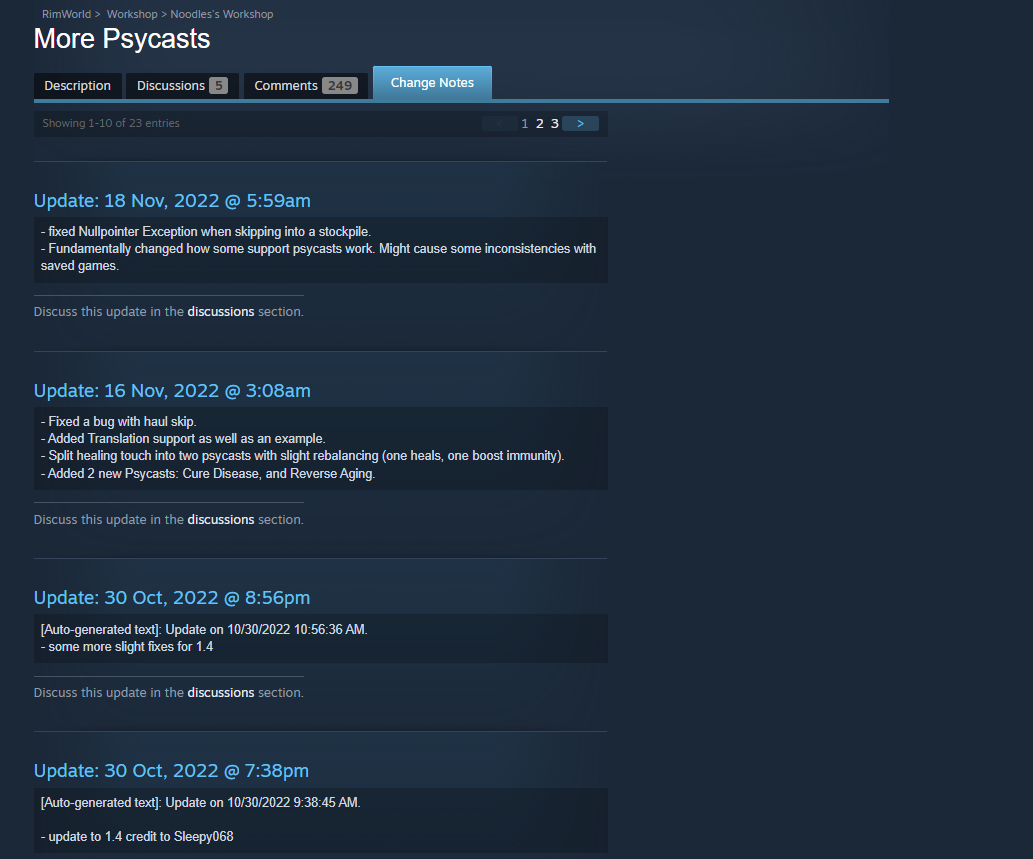 RimWorld > Workshop > Noodles's Workshop
More Psycasts
Description Discussions 5 Comments 249 Change Notes
Showing 1-10 of 23 entries < 1 2 3 >
Update: 18 Nov, 2022 @ 5:59am
- fixed Nullpointer Exception when skipping into a stockpile.
- Fundamentally changed how some support psycasts work. Might cause some inconsistencies with
saved games.
Discuss this update in the discussions section.
Update: 16 Nov, 2022 @ 3:08am
- Fixed a bug with haul skip.
- Added Translation support as well as an example.
- Split healing touch into two psycasts with slight rebalancing (one heals, one boost immunity).
- Added 2 new Psycasts: Cure Disease, and Reverse Aging.
Discuss this update in the discussions section.
Update: 30 Oct, 2022 @ 8:56pm
[Auto-generated text]: Update on 10/30/2022 10:56:36 AM.
- some more slight fixes for 1.4
Discuss this update in the discussions section.
Update: 30 Oct, 2022 @ 7:38pm
[Auto-generated text]: Update on 10/30/2022 9:38:45 AM.
- update to 1.4 credit to Sleepy068